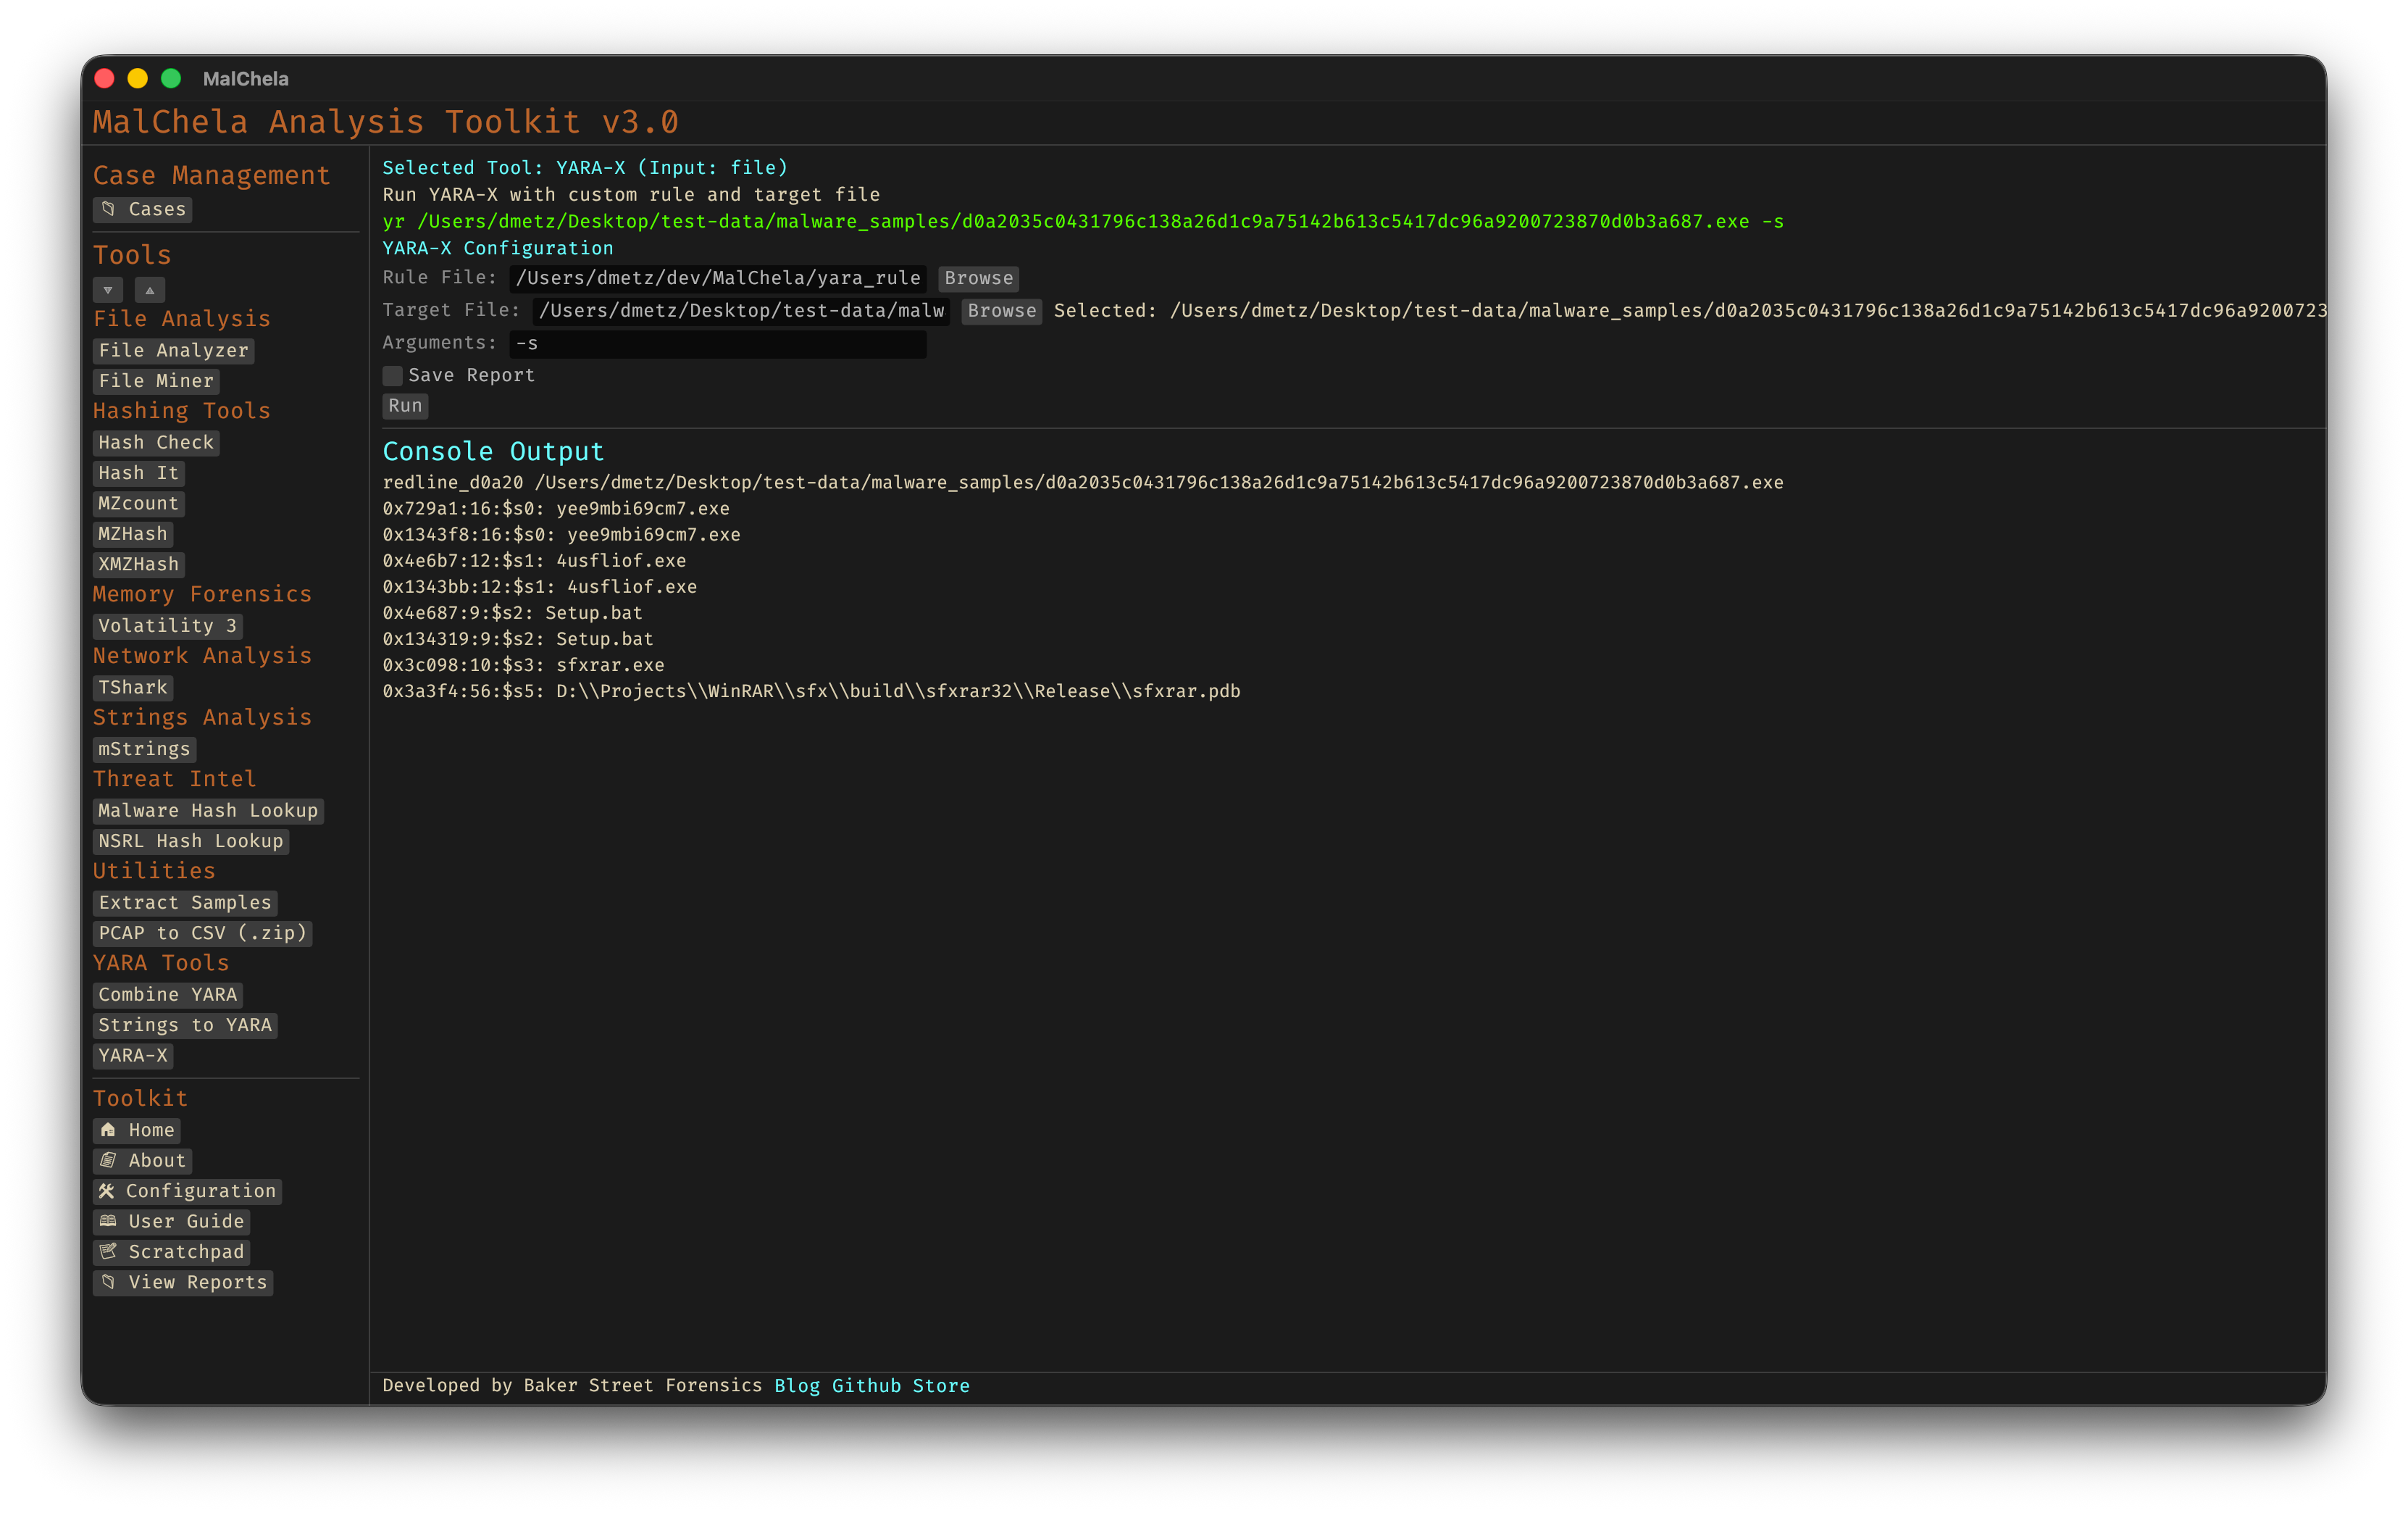 MalChela
MalChela Analysis Toolkit v3.0
Case Management
Cases
Tools
File Analysis
File Analyzer
File Miner
Hashing Tools
Hash Check
Hash It
MZcount
MZHash
XMZHash
Memory Forensics
Volatility 3
Network Analysis
TShark
Strings Analysis
mStrings
Threat Intel
Malware Hash Lookup
NSRL Hash Lookup
Utilities
Extract Samples
PCAP to CSV (.zip)
YARA Tools
Combine YARA
Strings to YARA
YARA-X
Toolkit
Home
About
Configuration
User Guide
Scratchpad
View Reports
Selected Tool: YARA-X (Input: file)
Run YARA-X with custom rule and target file
yr /Users/dmetz/Desktop/test-data/malware_samples/d0a2035c0431796c138a26d1c9a75142b613c5417dc96a9200723870d0b3a687.exe -s
YARA-X Configuration
Rule File: /Users/dmetz/dev/MalChela/yara_rule Browse
Target File: /Users/dmetz/Desktop/test-data/malw Browse Selected: /Users/dmetz/Desktop/test-data/malware_samples/d0a2035c0431796c138a26d1c9a75142b613c5417dc96a9200723
Arguments: -s
Save Report
Run
Console Output
redline_d0a20 /Users/dmetz/Desktop/test-data/malware_samples/d0a2035c0431796c138a26d1c9a75142b613c5417dc96a9200723870d0b3a687.exe
0x729a1:16:$s0: yee9mbi69cm7.exe
0x1343f8:16:$s0: yee9mbi69cm7.exe
0x4e6b7:12:$s1: 4usfliof.exe
0x1343bb:12:$s1: 4usfliof.exe
0x4e687:9:$s2: Setup.bat
0x134319:9:$s2: Setup.bat
0x3c098:10:$s3: sfxrar.exe
0x3a3f4:56:$s5: D:\\Projects\\WinRAR\\sfx\\build\\sfxrar32\\Release\\sfxrar.pdb
Developed by Baker Street Forensics Blog Github Store